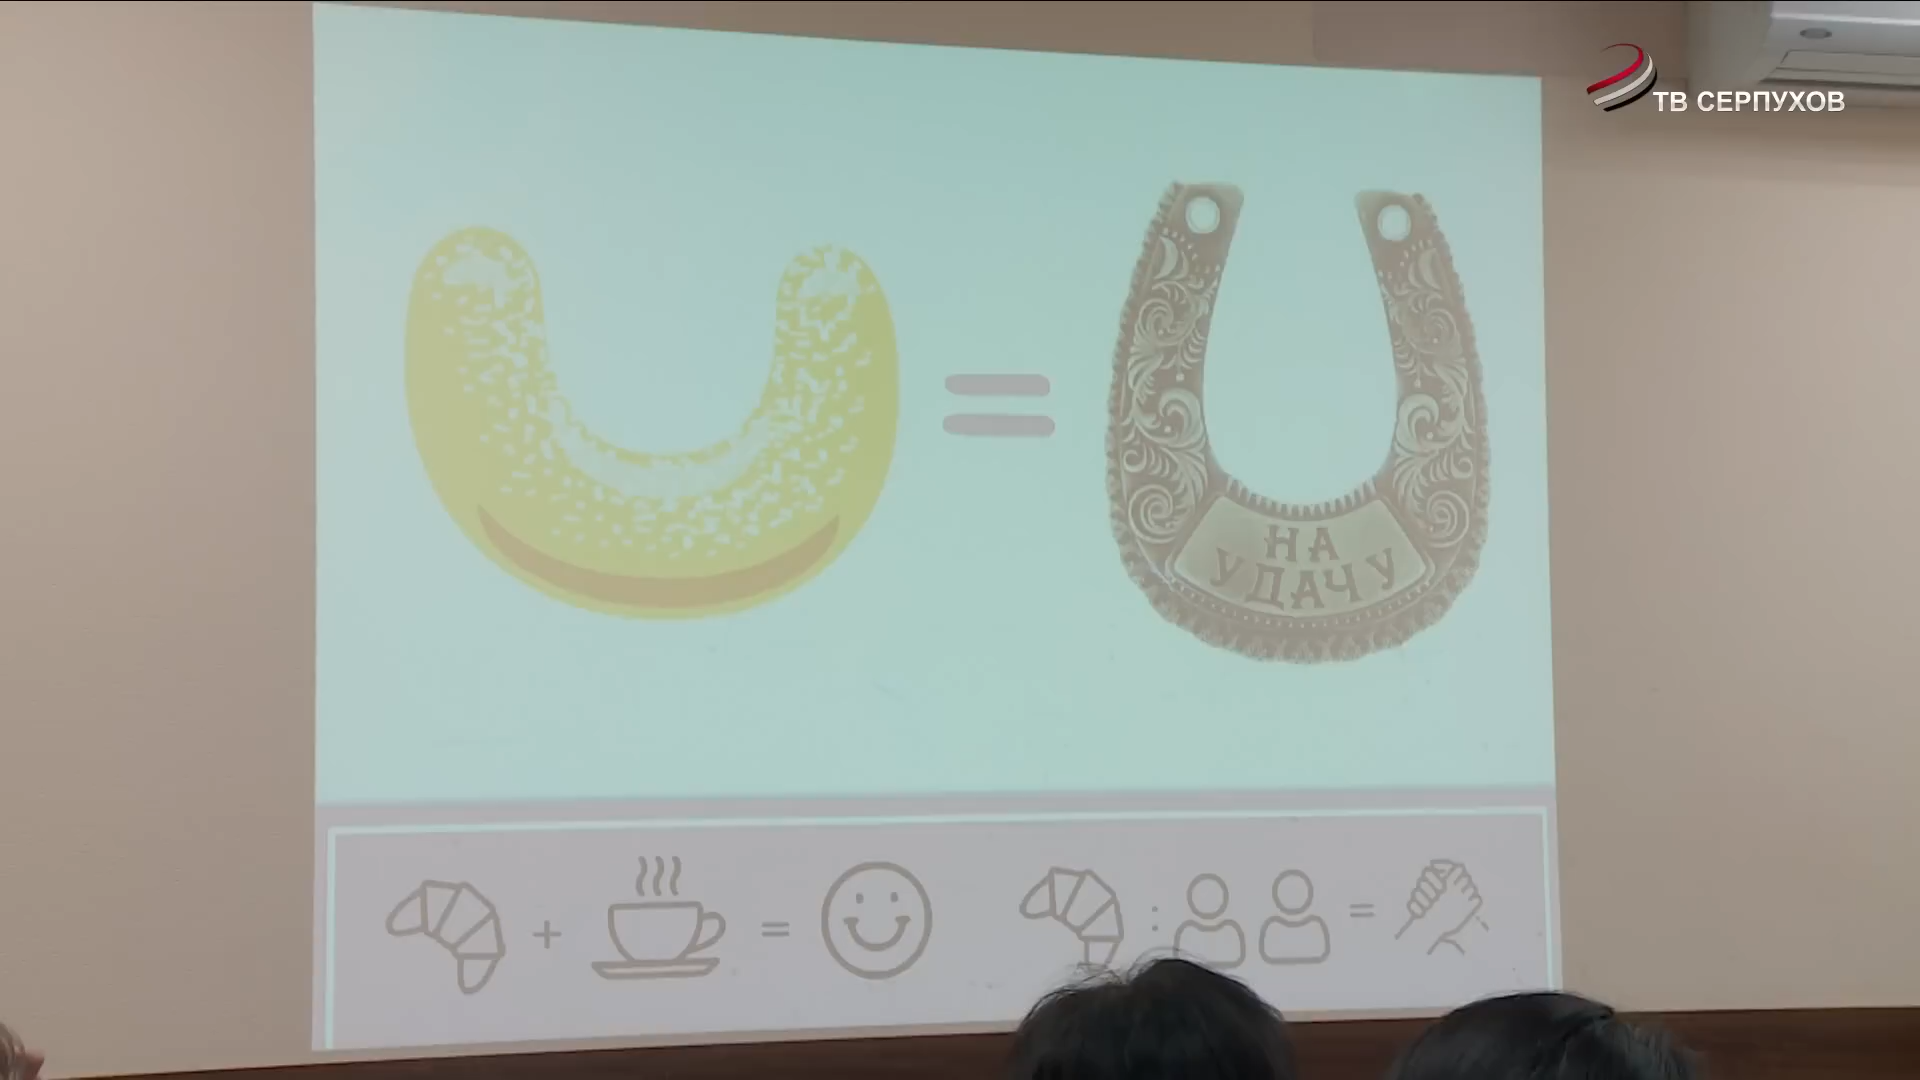 ТВ СЕРПУХОВ
НА
УДАЧУ
+
=
:
=